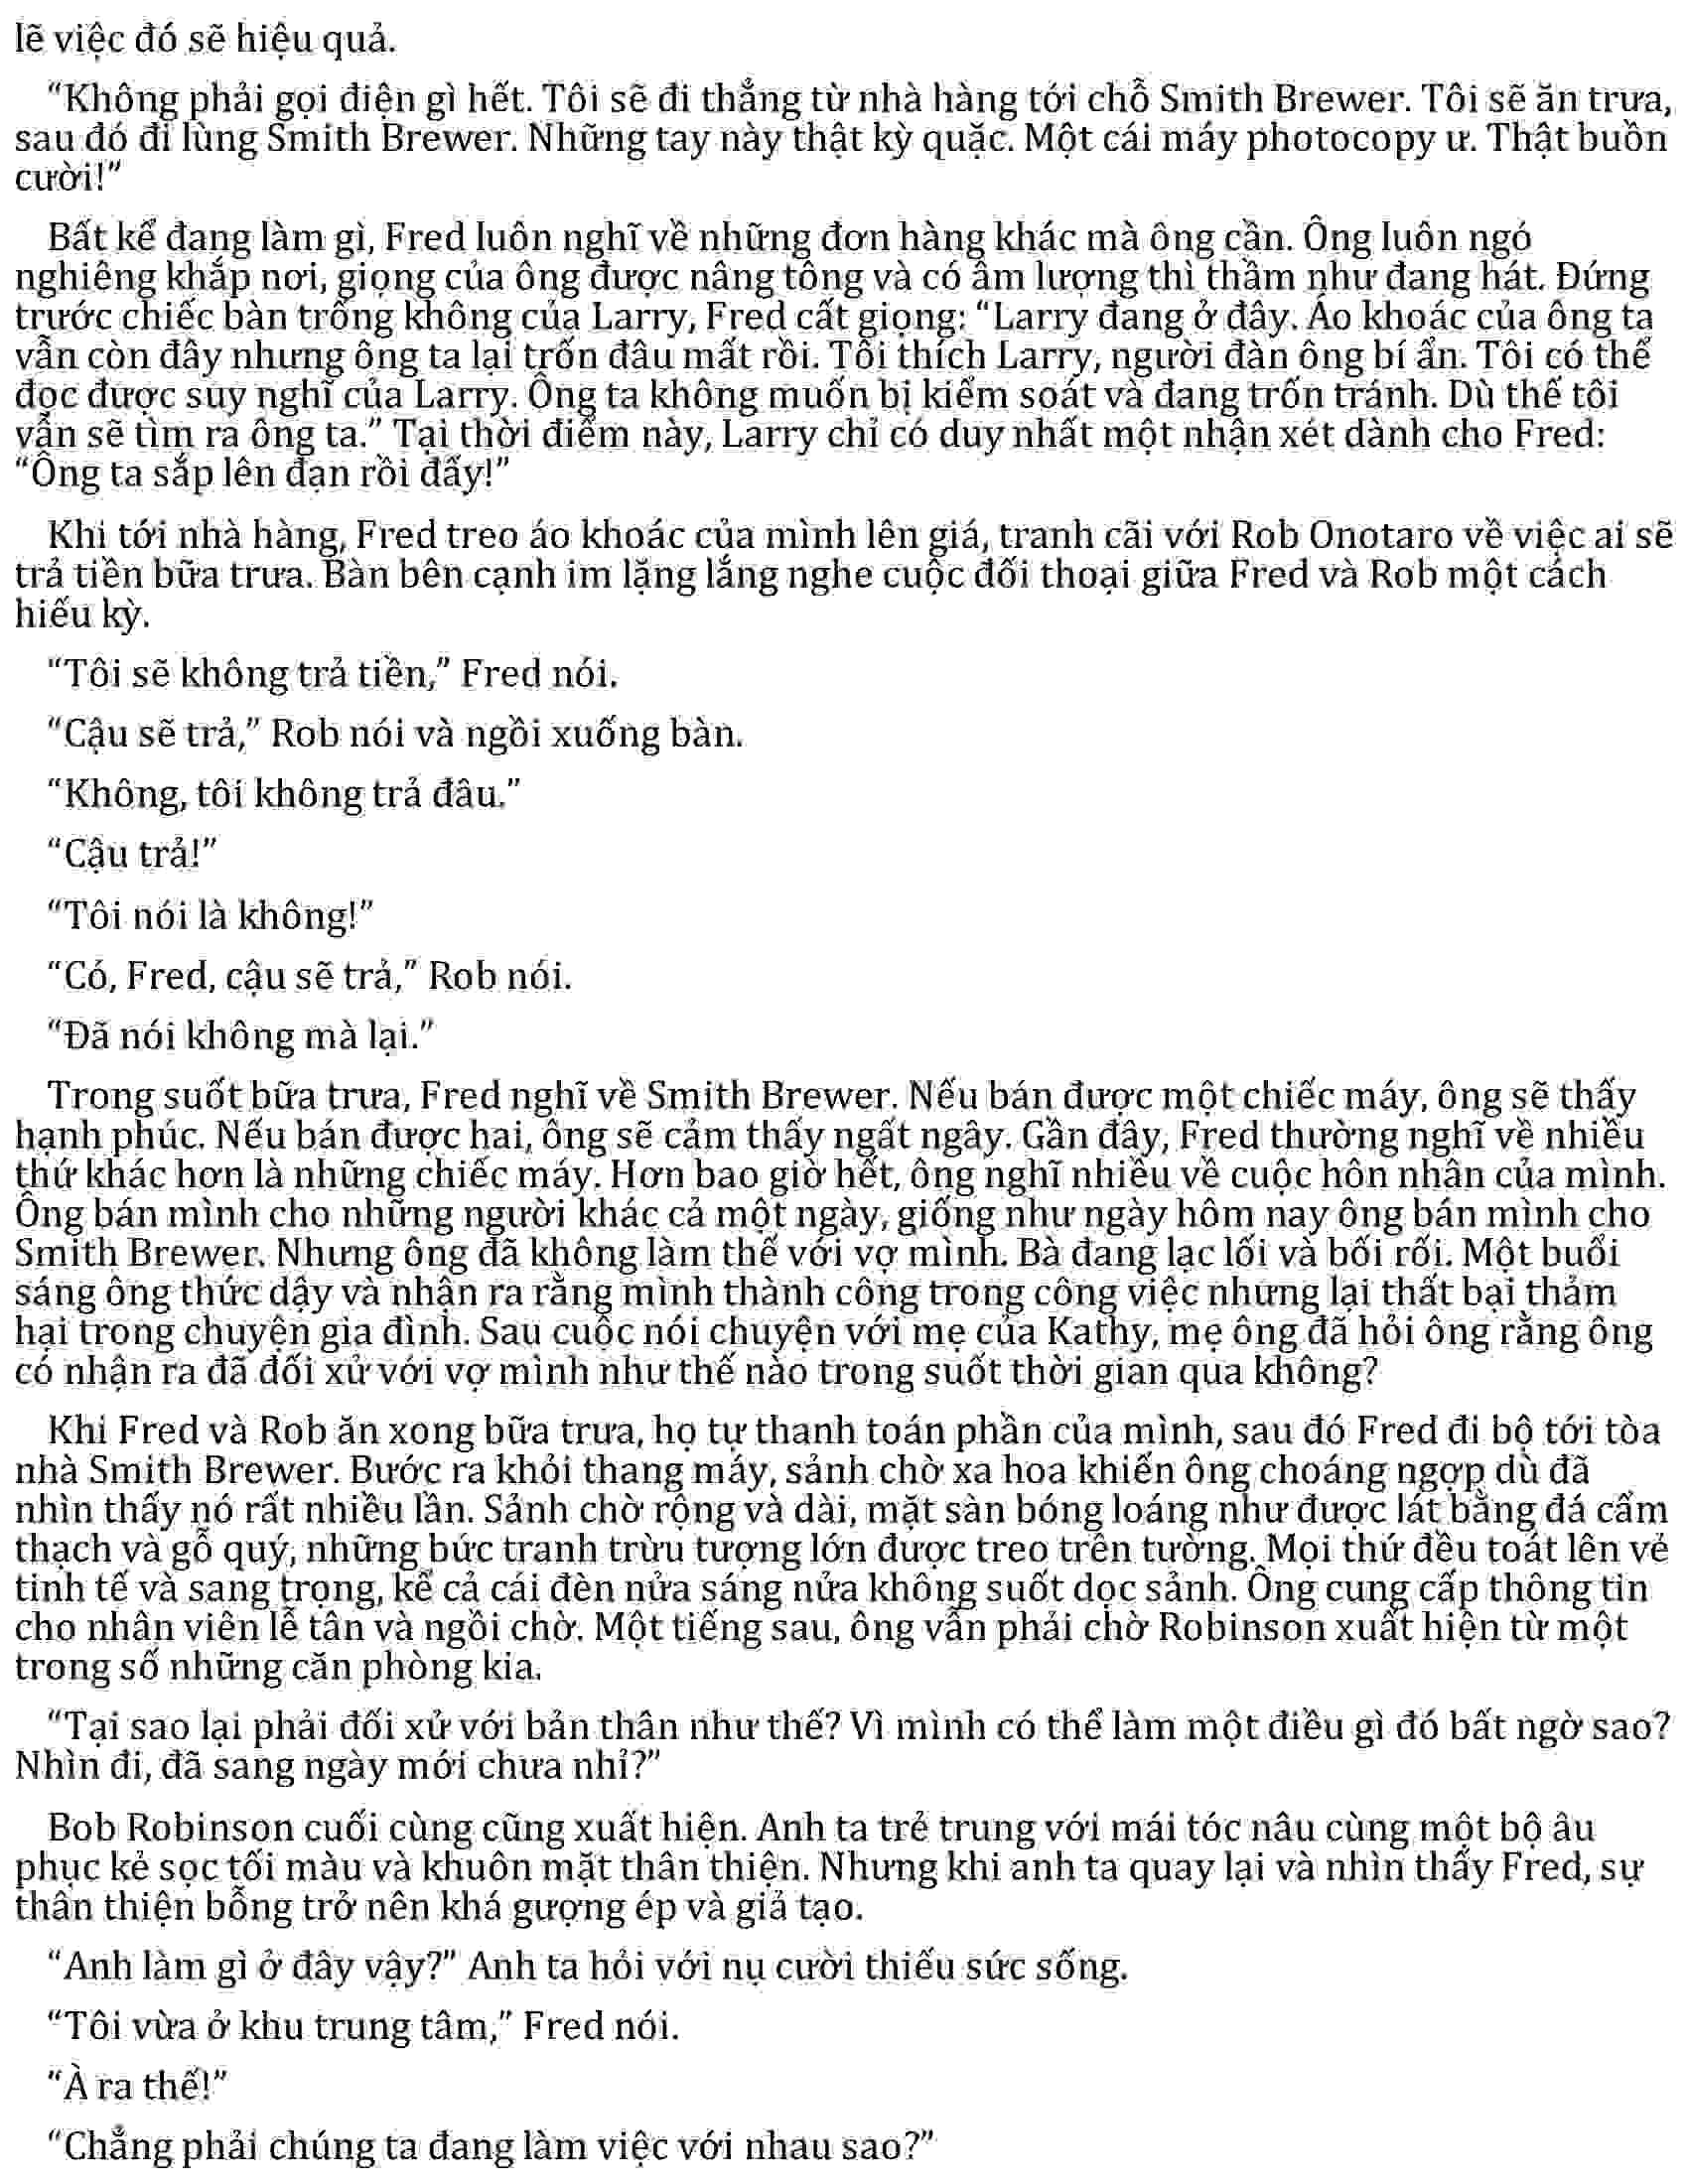 lẽ việc đó sẽ hiệu quả.
“Không phải gọi điện gì hết. Tôi sẽ đi thẳng từ nhà hàng tới chỗ Smith Brewer. Tôi sẽ ăn trưa,
sau đó đi lùng Smith Brewer. Những tay này thật kỳ quặc. Một cái máy photocopy ư. Thật buồn
cười!”
Bất kể đang làm gì, Fred luôn nghĩ về những đơn hàng khác mà ông cần. Ông luôn ngó
nghiêng khắp nơi, giọng của ông được nâng tông và có âm lượng thì thầm như đang hát. Đứng
trước chiếc bàn trống không của Larry, Fred cất giọng: “Larry đang ở đây. Áo khoác của ông ta
vẫn còn đây nhưng ông ta lại trốn đâu mất rồi. Tôi thích Larry, người đàn ông bí ẩn. Tôi có thể
đọc được suy nghĩ của Larry. Ông ta không muốn bị kiểm soát và đang trốn tránh. Dù thế tôi
vẫn sẽ tìm ra ông ta.” Tại thời điểm này, Larry chỉ có duy nhất một nhận xét dành cho Fred:
“Ông ta sắp lên đạn rồi đấy!”
Khi tới nhà hàng, Fred treo áo khoác của mình lên giá, tranh cãi với Rob Onotaro về việc ai sẽ
trả tiền bữa trưa. Bàn bên cạnh im lặng lắng nghe cuộc đối thoại giữa Fred và Rob một cách
hiếu kỳ.
“Tôi sẽ không trả tiền,” Fred nói.
“Cậu sẽ trả,” Rob nói và ngồi xuống bàn.
“Không, tôi không trả đâu.”
“Cậu trả!”
“Tôi nói là không!”
“Có, Fred, cậu sẽ trả,” Rob nói.
“Đã nói không mà lại.”
Trong suốt bữa trưa, Fred nghĩ về Smith Brewer. Nếu bán được một chiếc máy, ông sẽ thấy
hạnh phúc. Nếu bán được hai, ông sẽ cảm thấy ngất ngây. Gần đây, Fred thường nghĩ về nhiều
thứ khác hơn là những chiếc máy. Hơn bao giờ hết, ông nghĩ nhiều về cuộc hôn nhân của mình.
Ông bán mình cho những người khác cả một ngày, giống như ngày hôm nay ông bán mình cho
Smith Brewer. Nhưng ông đã không làm thế với vợ mình. Bà đang lạc lối và bối rối. Một buổi
sáng ông thức dậy và nhận ra rằng mình thành công trong công việc nhưng lại thất bại thảm
hại trong chuyện gia đình. Sau cuộc nói chuyện với mẹ của Kathy, mẹ ông đã hỏi ông rằng ông
có nhận ra đã đối xử với vợ mình như thế nào trong suốt thời gian qua không?
Khi Fred và Rob ăn xong bữa trưa, họ tự thanh toán phần của mình, sau đó Fred đi bộ tới tòa
nhà Smith Brewer. Bước ra khỏi thang máy, sảnh chờ xa hoa khiến ông choáng ngợp dù đã
nhìn thấy nó rất nhiều lần. Sảnh chờ rộng và dài, mặt sàn bóng loáng như được lát bằng đá cẩm
thạch và gỗ quý, những bức tranh trừu tượng lớn được treo trên tường. Mọi thứ đều toát lên vẻ
tinh tế và sang trọng, kể cả cái đèn nửa sáng nửa không suốt dọc sảnh. Ông cung cấp thông tin
cho nhân viên lễ tân và ngồi chờ. Một tiếng sau, ông vẫn phải chờ Robinson xuất hiện từ một
trong số những căn phòng kia.
“Tại sao lại phải đối xử với bản thân như thế? Vì mình có thể làm một điều gì đó bất ngờ sao?
Nhìn đi, đã sang ngày mới chưa nhỉ?”
Bob Robinson cuối cùng cũng xuất hiện. Anh ta trẻ trung với mái tóc nâu cùng một bộ âu
phục kẻ sọc tối màu và khuôn mặt thân thiện. Nhưng khi anh ta quay lại và nhìn thấy Fred, sự
thân thiện bỗng trở nên khá gượng ép và giả tạo.
“Anh làm gì ở đây vậy?” Anh ta hỏi với nụ cười thiếu sức sống.
“Tôi vừa ở khu trung tâm,” Fred nói.
“À ra thế!”
“Chẳng phải chúng ta đang làm việc với nhau sao?”